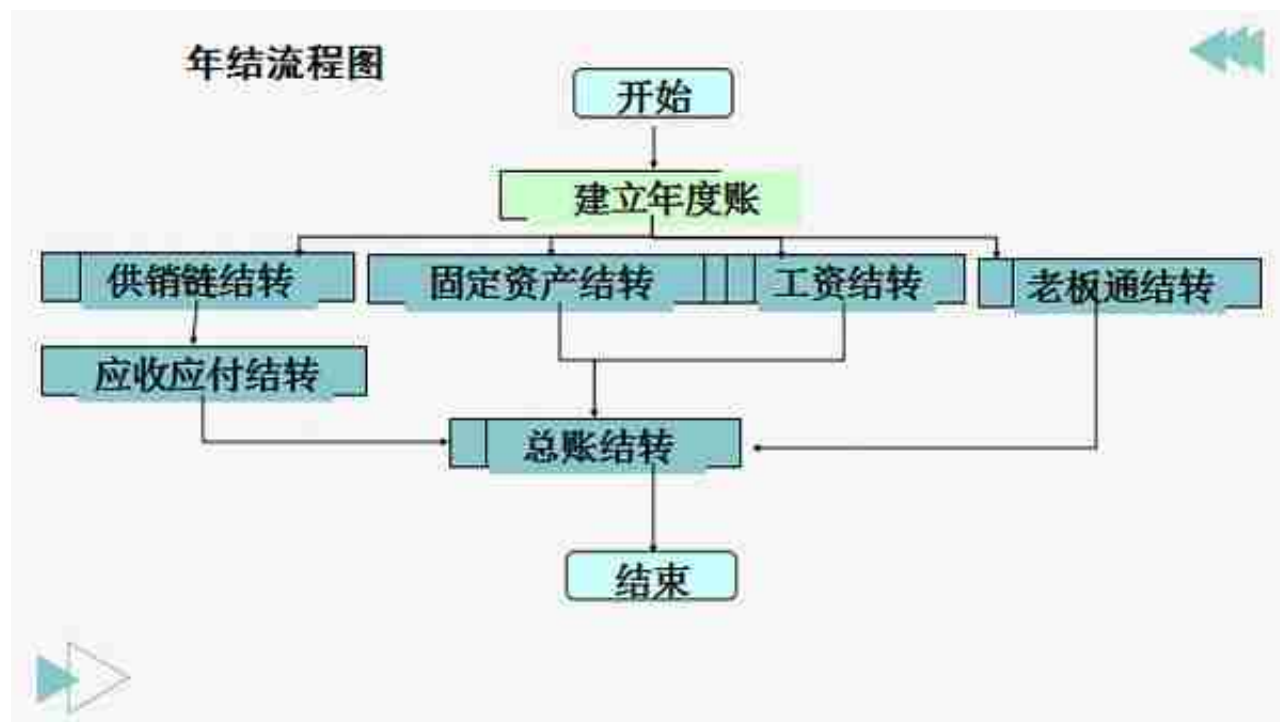 年结流程图
开始
建立年度账
供销链结转
固定资产结转
工资结转
老板通结转
应收应付结转
总账结转
结束